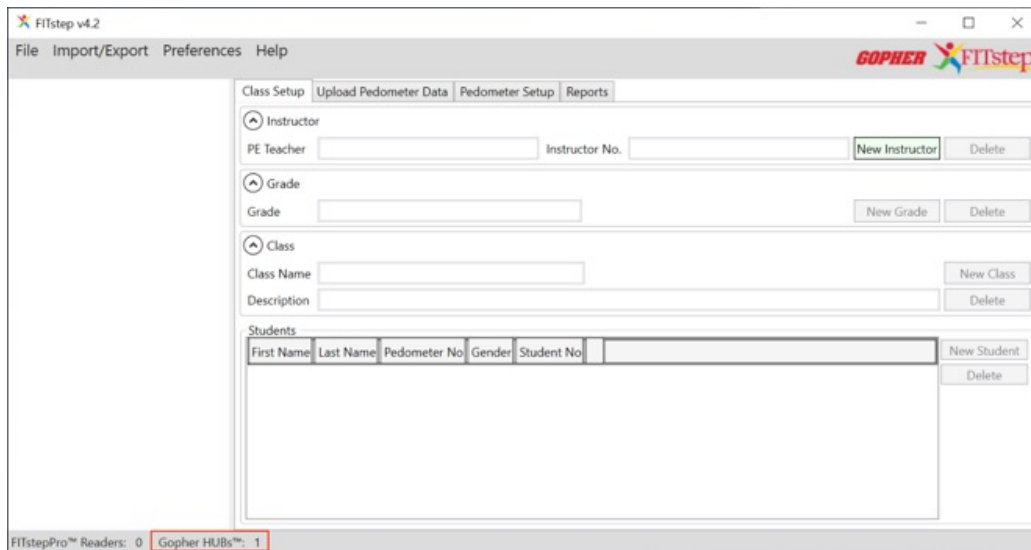 FITstep v4.2
File Import/Export Preferences Help
GOPHER FITstep
Class Setup Upload Pedometer Data Pedometer Setup Reports
Instructor
PE Teacher Instructor No. New Instructor Delete
Grade
Grade New Grade Delete
Class
Class Name New Class
Description Delete
Students
First Name Last Name Pedometer No Gender Student No New Student
Delete
FITstepPro™ Readers: 0 Gopher HUBs™: 1